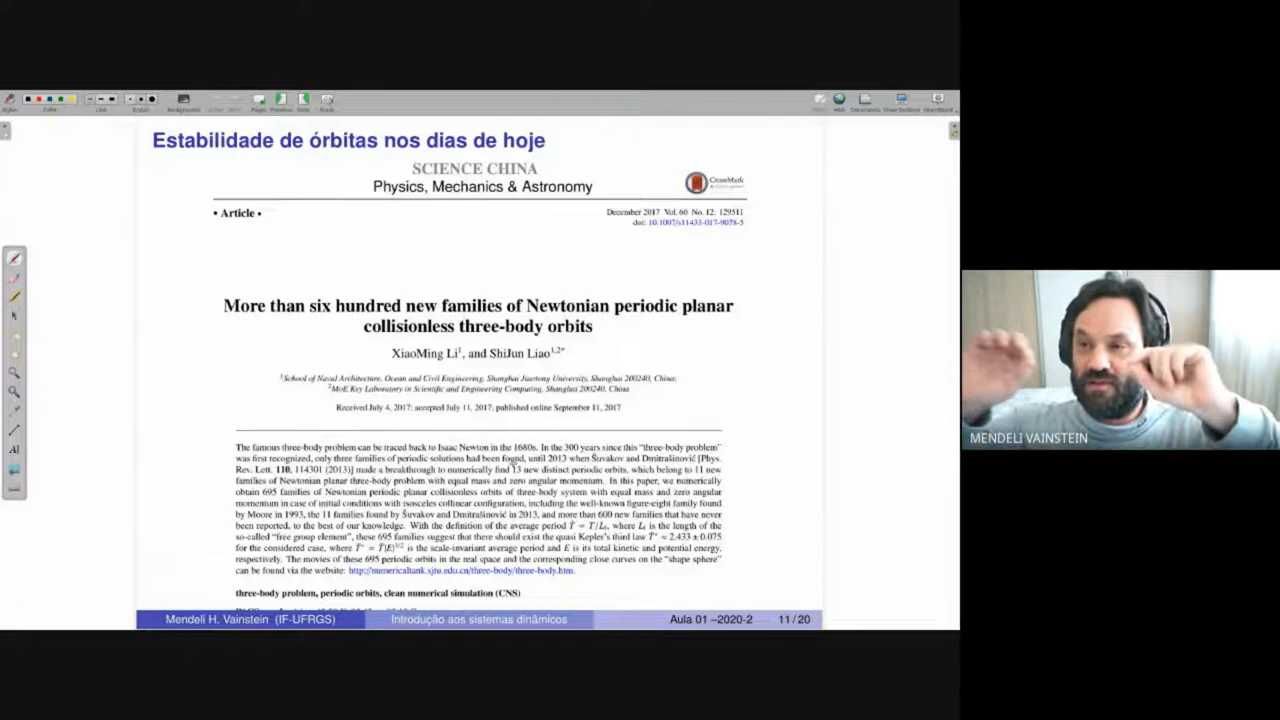 Estabilidade de órbitas nos dias de hoje
SCIENCE CHINA
Physics, Mechanics & Astronomy
CrossMark
• Article •
December 2017 Vol. 60 No. 12: 129511
doi: 10.1007/s11433-017-9078-5
More than six hundred new families of Newtonian periodic planar
collisionless three-body orbits
XiaoMing Li1, and ShiJun Liao1,2*
1School of Naval Architecture, Ocean and Civil Engineering, Shanghai Jiaotong University, Shanghai 200240, China;
2MoE Key Laboratory in Scientific and Engineering Computing, Shanghai 200240, China
Received July 4, 2017; accepted July 11, 2017; published online September 11, 2017
The famous three-body problem can be traced back to Isaac Newton in the 1680s. In the 300 years since this “three-body problem”
was first recognized, only three families of periodic solutions had been found, until 2013 when Šuvakov and Dmitrašinović [Phys.
Rev. Lett. 110, 114301 (2013)] made a breakthrough to numerically find 13 new distinct periodic orbits, which belong to 11 new
families of Newtonian planar three-body problem with equal mass and zero angular momentum. In this paper, we numerically
obtain 695 families of Newtonian periodic planar collisionless orbits of three-body system with equal mass and zero angular
momentum in case of initial conditions with isosceles collinear configuration, including the well-known figure-eight family found
by Moore in 1993, the 11 families found by Šuvakov and Dmitrašinović in 2013, and more than 600 new families that have never
been reported, to the best of our knowledge. With the definition of the average period T̄ = T/Lf, where Lf is the length of the
so-called “free group element”, these 695 families suggest that there should exist the quasi Kepler’s third law T̄* ≈ 2.433 ± 0.075
for the considered case, where T̄* = T̄|E|3/2 is the scale-invariant average period and E is its total kinetic and potential energy,
respectively. The movies of these 695 periodic orbits in the real space and the corresponding close curves on the “shape sphere”
can be found via the website: http://numericaltank.sjtu.edu.cn/three-body/three-body.htm.
three-body problem, periodic orbits, clean numerical simulation (CNS)
Mendeli H. Vainstein (IF-UFRGS) Introdução aos sistemas dinâmicos Aula 01 –2020-2 11 / 20
MENDELI VAINSTEIN